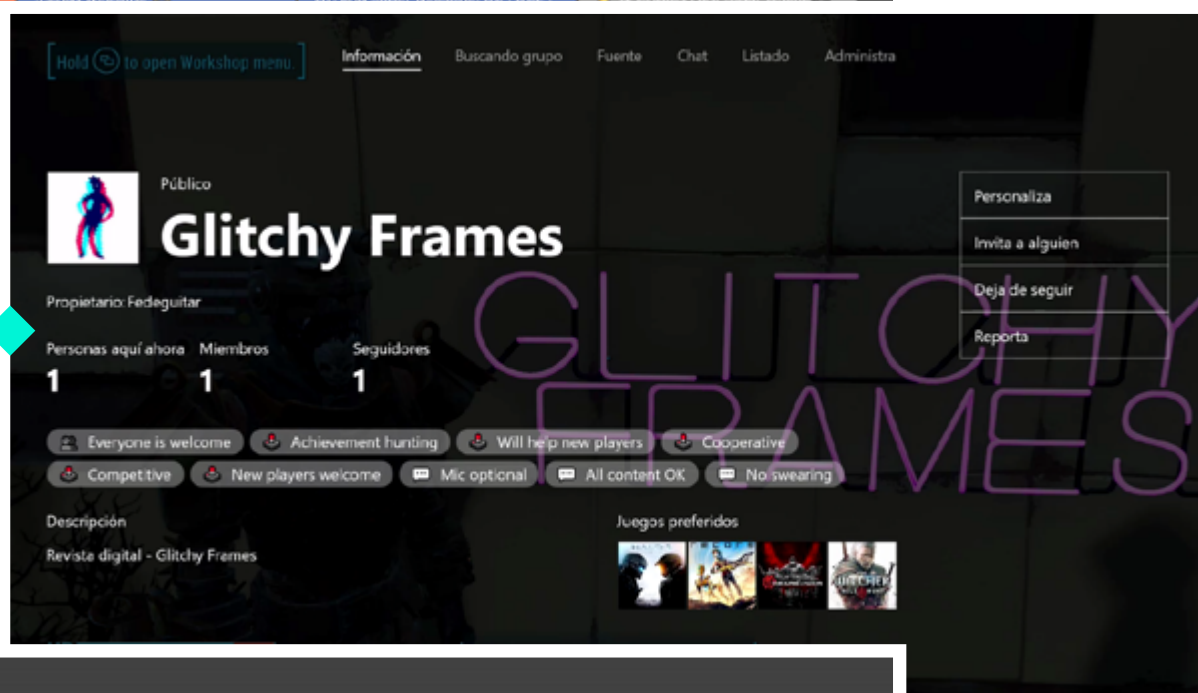 [Hold to open Workshop menu.]
Información Buscando grupo Fuente Chat Listado Administra
Público
Glitchy Frames
Propietario: Fedeguitar
Personas aquí ahora Miembros Seguidores
1 1 1
Everyone is welcome Achievement hunting Will help new players Cooperative
Competitive New players welcome Mic optional All content OK No swearing
Descripción
Revista digital - Glitchy Frames
Juegos preferidos
WITCHER
Personaliza
Invita a alguien
Deja de seguir
Reporta
GLITCHY
FRAMES